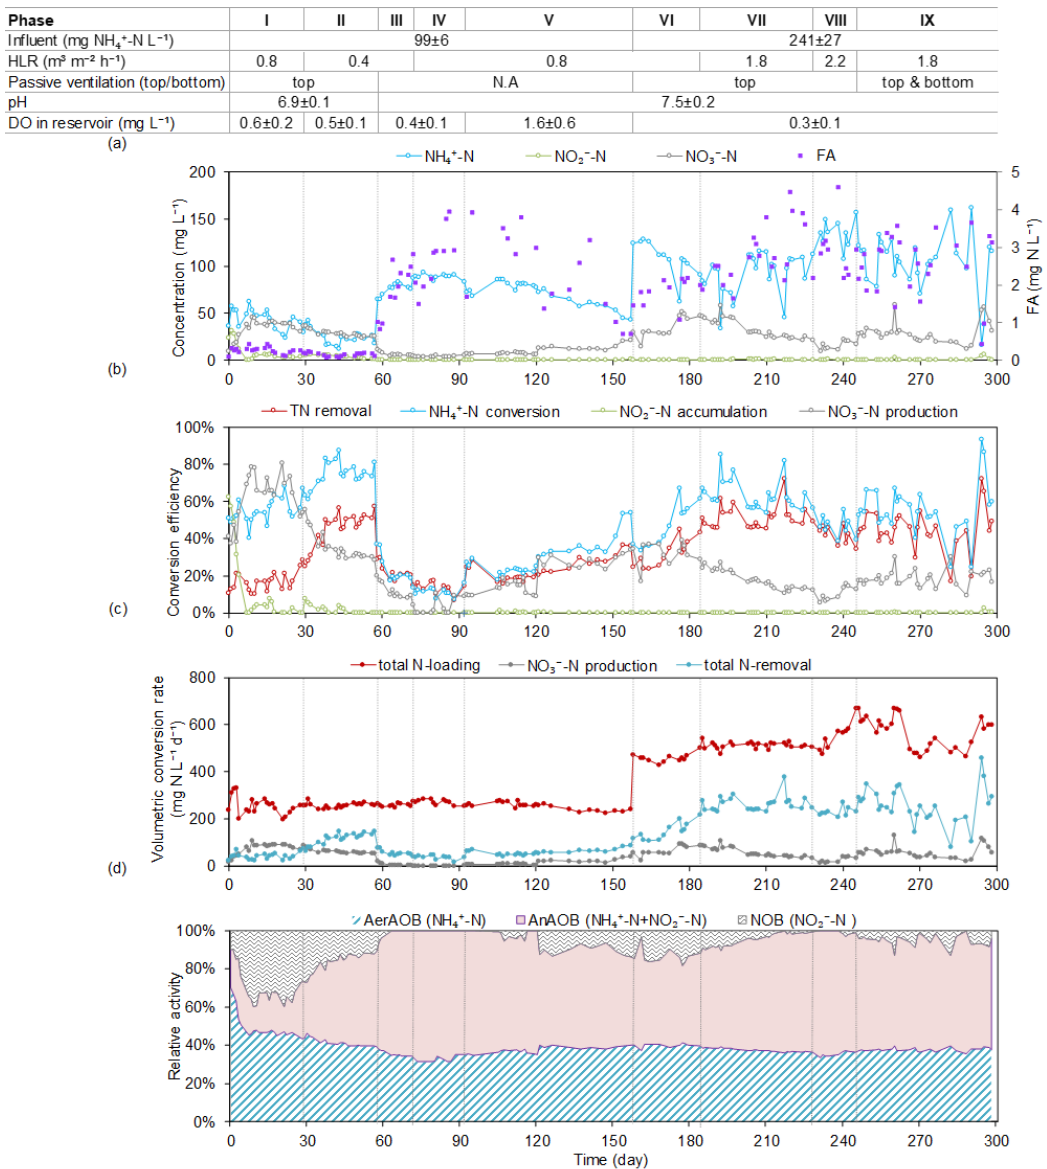 Phase I II III IV V VI VII VIII IX
Influent (mg NH₄⁺-N L⁻¹) 99±6 241±27
HLR (m³ m⁻² h⁻¹) 0.8 0.4 0.8 1.8 2.2 1.8
Passive ventilation (top/bottom) top N.A top top & bottom
pH 6.9±0.1 7.5±0.2
DO in reservoir (mg L⁻¹) 0.6±0.2 0.5±0.1 0.4±0.1 1.6±0.6 0.3±0.1
(a)
NH₄⁺-N NO₂⁻-N NO₃⁻-N FA
Concentration (mg L⁻¹)
200
150
100
50
0
5
4
3
2
1
0
FA (mg N L⁻¹)
0 30 60 90 120 150 180 210 240 270 300
(b)
TN removal NH₄⁺-N conversion NO₂⁻-N accumulation NO₃⁻-N production
Conversion efficiency
100%
80%
60%
40%
20%
0%
0 30 60 90 120 150 180 210 240 270 300
(c)
total N-loading NO₃⁻-N production total N-removal
Volumetric conversion rate
(mg N L⁻¹ d⁻¹)
800
600
400
200
0
0 30 60 90 120 150 180 210 240 270 300
(d)
AerAOB (NH₄⁺-N) AnAOB (NH₄⁺-N+NO₂⁻-N) NOB (NO₂⁻-N )
Relative activity
100%
80%
60%
40%
20%
0%
0 30 60 90 120 150 180 210 240 270 300
Time (day)